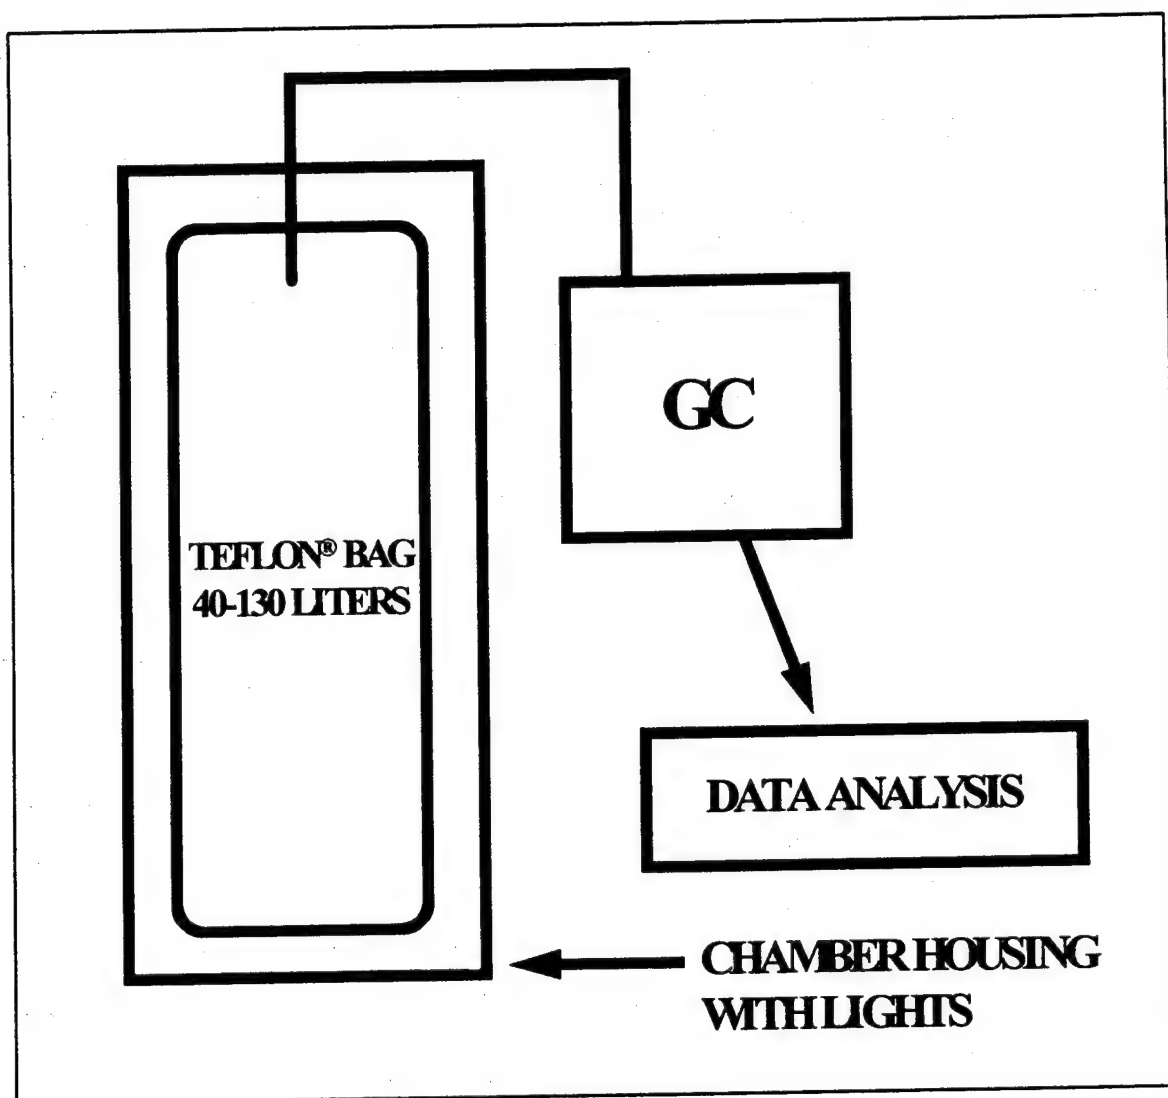 GC
TEFLON® BAG
40-130 LITERS
DATA ANALYSIS
CHAMBER HOUSING
WITH LIGHTS